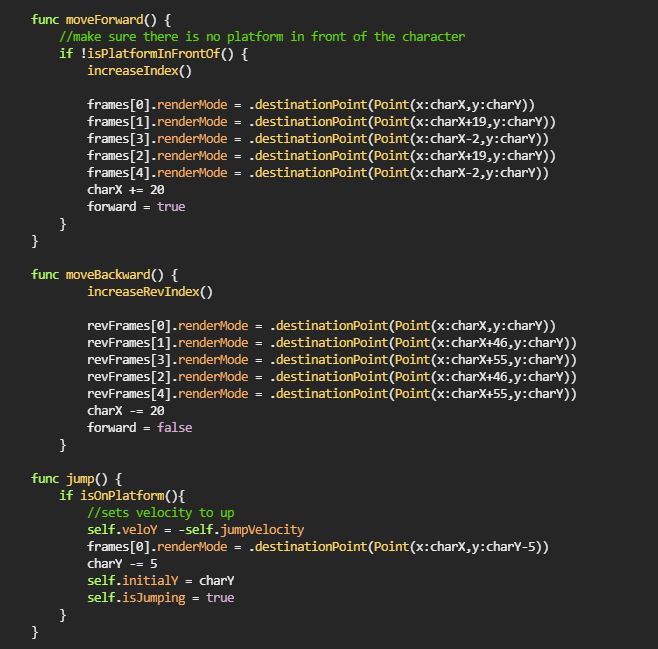 func moveForward() {
//make sure there is no platform in front of the character
if !isPlatformInFrontOf() {
increaseIndex()
frames[0].renderMode = .destinationPoint(Point(x:charX,y:charY))
frames[1].renderMode = .destinationPoint(Point(x:charX+19,y:charY))
frames[3].renderMode = .destinationPoint(Point(x:charX-2,y:charY))
frames[2].renderMode = .destinationPoint(Point(x:charX+19,y:charY))
frames[4].renderMode = .destinationPoint(Point(x:charX-2,y:charY))
charX += 20
forward = true
}
}
func moveBackward() {
increaseRevIndex()
revFrames[0].renderMode = .destinationPoint(Point(x:charX,y:charY))
revFrames[1].renderMode = .destinationPoint(Point(x:charX+46,y:charY))
revFrames[3].renderMode = .destinationPoint(Point(x:charX+55,y:charY))
revFrames[2].renderMode = .destinationPoint(Point(x:charX+46,y:charY))
revFrames[4].renderMode = .destinationPoint(Point(x:charX+55,y:charY))
charX -= 20
forward = false
}
func jump() {
if isOnPlatform(){
//sets velocity to up
self.veloY = -self.jumpVelocity
frames[0].renderMode = .destinationPoint(Point(x:charX,y:charY-5))
charY -= 5
self.initialY = charY
self.isJumping = true
}
}